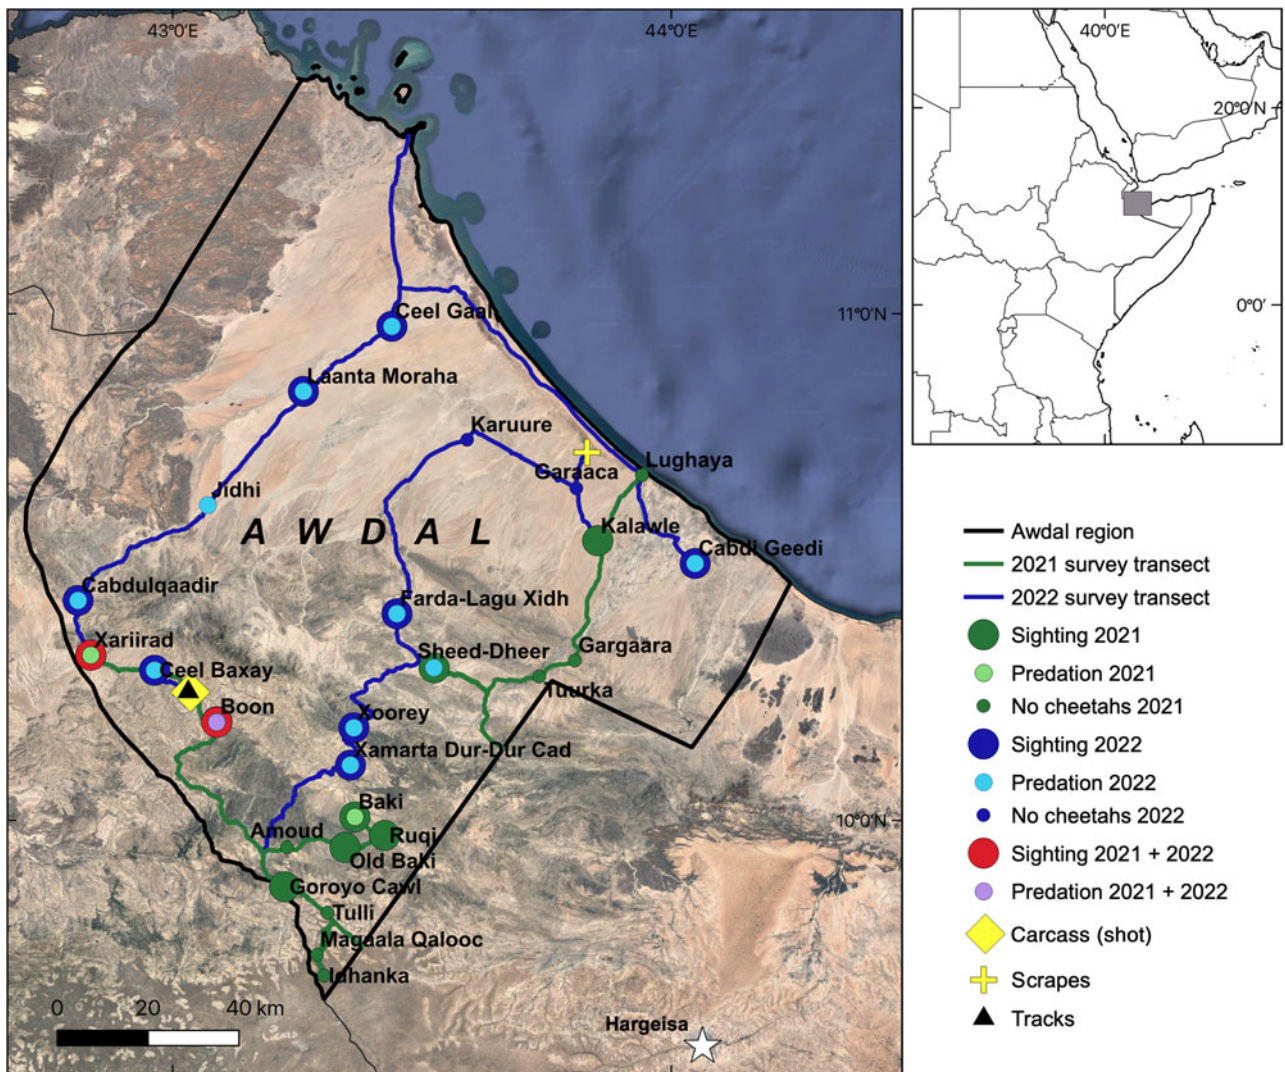 43°0′E
44°0′E
40°0′E
20°0′N
Ceel Gaal
11°0′N
0°0′
Laanta Moraha
Karuure
Lughaya
Garaaca
Jidhi
Kalawle
A W D A L
Cabdi Geedi
Cabdulqaadir
Farda-Lagu Xidh
Xariirad
Sheed-Dheer
Gargaara
Ceel Baxay
Tuurka
Boon
Xoorey
Xamarta Dur-Dur Cad
Baki
Amoud
Ruqi
10°0′N
Old Baki
Goroyo Cawl
Tulli
Magaala Qalooc
Idhanka
0 20 40 km
Hargeisa
Awdal region
2021 survey transect
2022 survey transect
Sighting 2021
Predation 2021
No cheetahs 2021
Sighting 2022
Predation 2022
No cheetahs 2022
Sighting 2021 + 2022
Predation 2021 + 2022
Carcass (shot)
Scrapes
Tracks